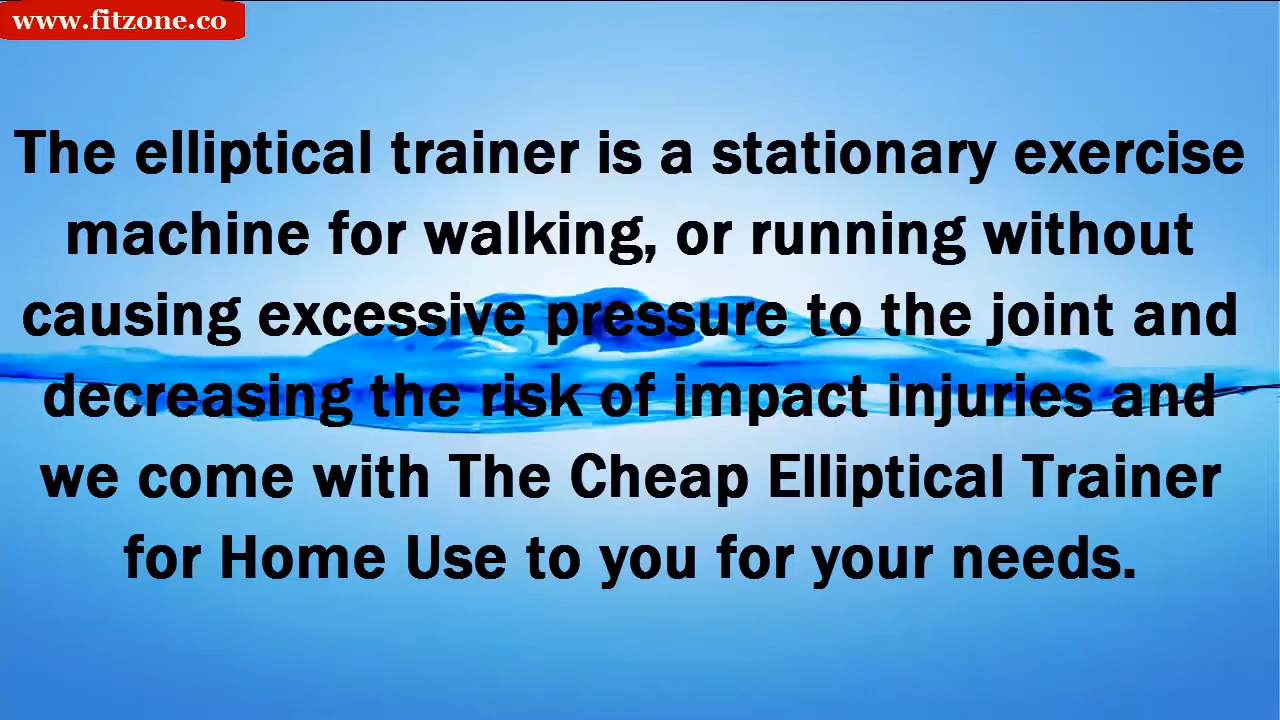 www.fitzone.co
The elliptical trainer is a stationary exercise
machine for walking, or running without
causing excessive pressure to the joint and
decreasing the risk of impact injuries and
we come with The Cheap Elliptical Trainer
for Home Use to you for your needs.